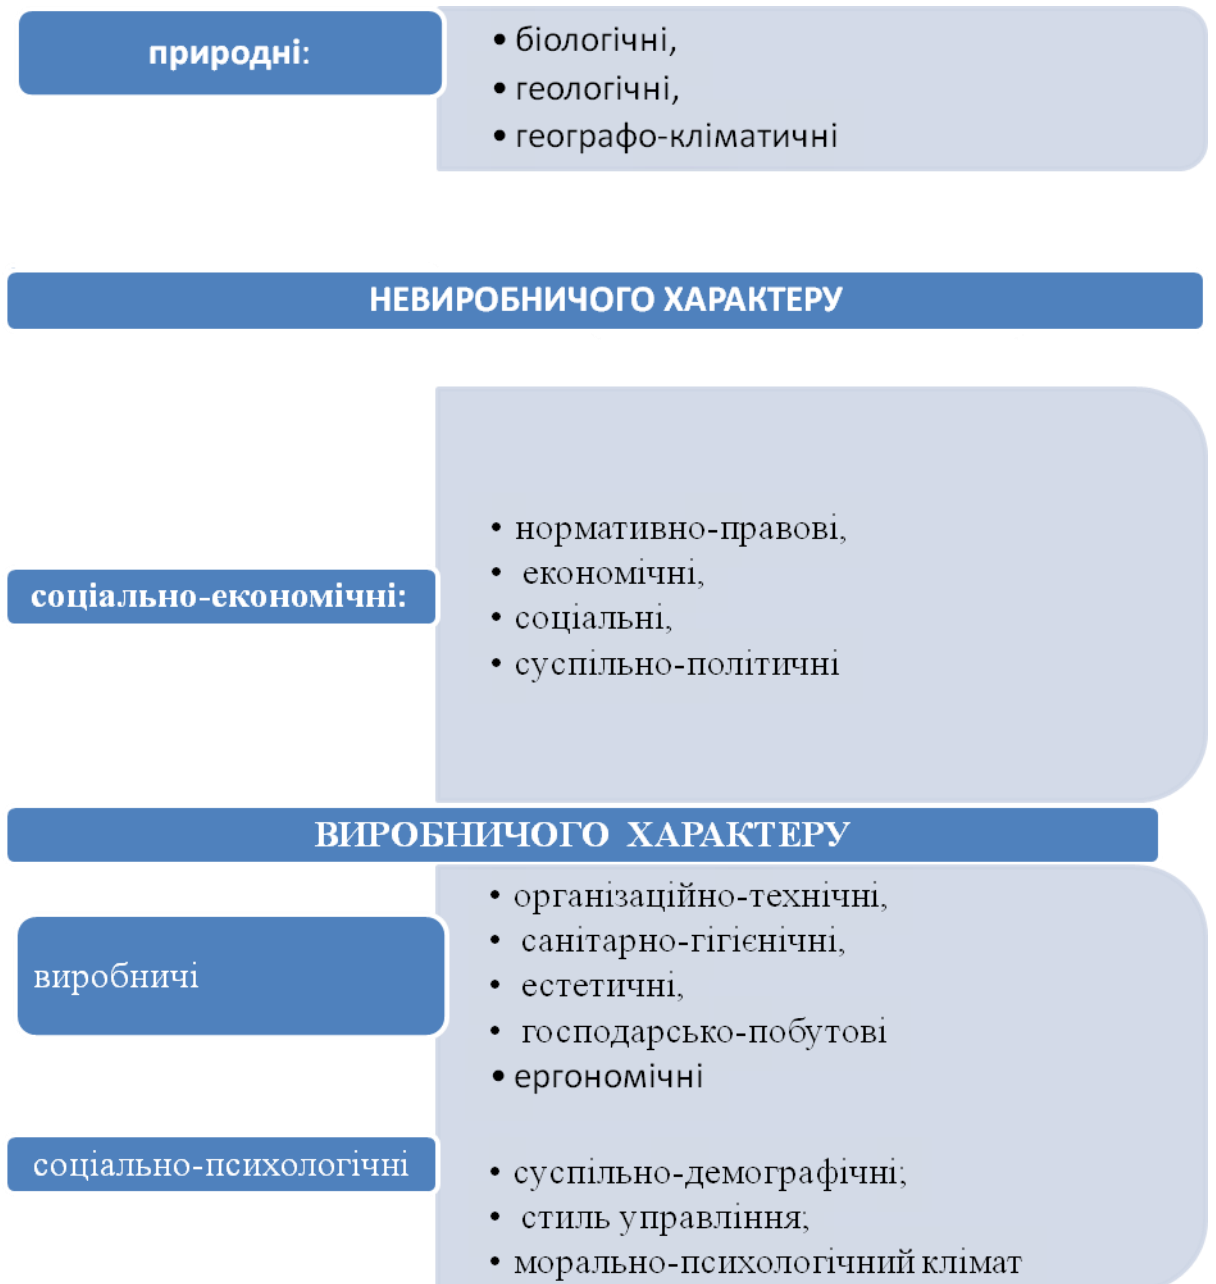 природні:
• біологічні,
• геологічні,
• географо-кліматичні
НЕВИРОБНИЧОГО ХАРАКТЕРУ
соціально-економічні:
• нормативно-правові,
• економічні,
• соціальні,
• суспільно-політичні
ВИРОБНИЧОГО ХАРАКТЕРУ
виробничі
• організаційно-технічні,
• санітарно-гігієнічні,
• естетичні,
• господарсько-побутові
• ергономічні
соціально-психологічні
• суспільно-демографічні;
• стиль управління;
• морально-психологічний клімат